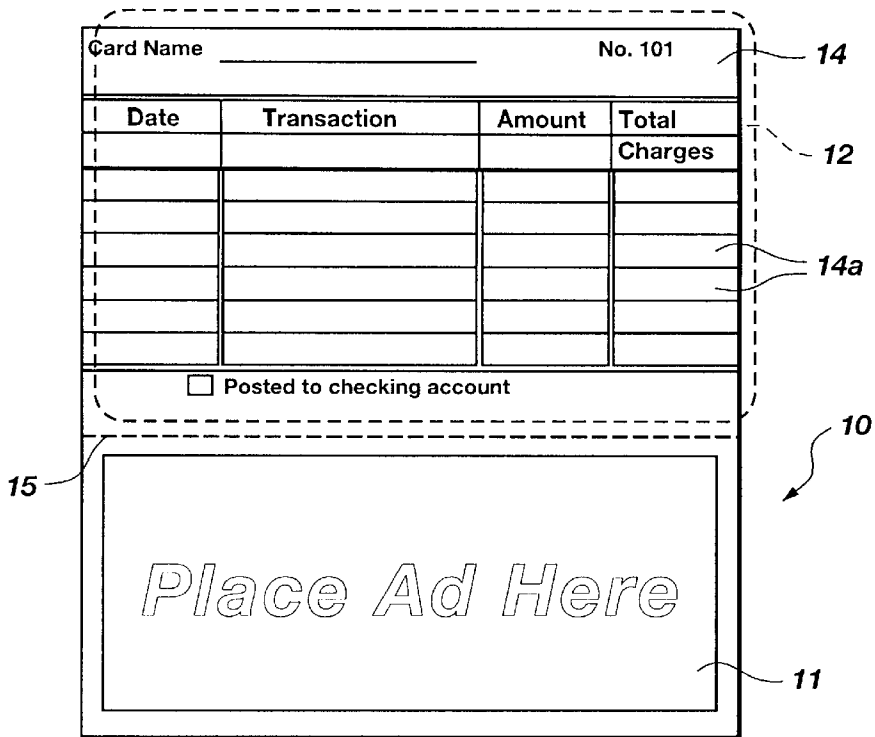 Card Name No. 101 14
Date Transaction Amount Total
Charges 12
14a
Posted to checking account
10
15
Place Ad Here
11